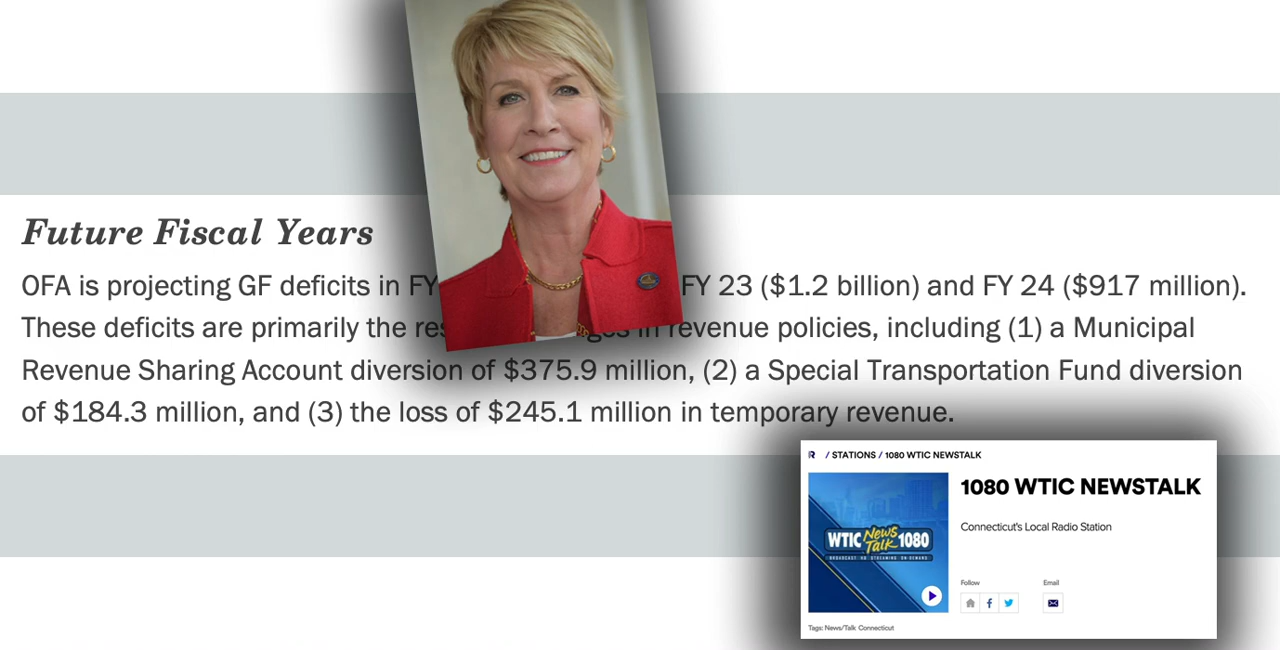 Future Fiscal Years
OFA is projecting GF deficits in FY FY 23 ($1.2 billion) and FY 24 ($917 million).
These deficits are primarily the in revenue policies, including (1) a Municipal
Revenue Sharing Account diversion of $375.9 million, (2) a Special Transportation Fund diversion
of $184.3 million, and (3) the loss of $245.1 million in temporary revenue.
/ STATIONS / 1080 WTIC NEWSTALK
1080 WTIC NEWSTALK
Connecticut's Local Radio Station
WTIC News Talk 1080
BROADCAST HD STREAMING ON-DEMAND
Follow Email
Tags: News/Talk Connecticut